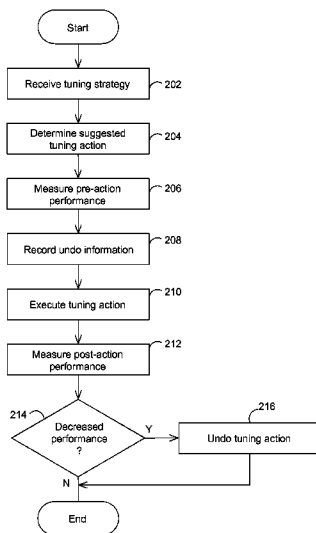 Start
Receive tuning strategy
202
Determine suggested
tuning action
204
Measure pre-action
performance
206
Record undo information
208
Execute tuning action
210
Measure post-action
performance
212
214
Decreased
performance
?
Y
216
Undo tuning action
N
End